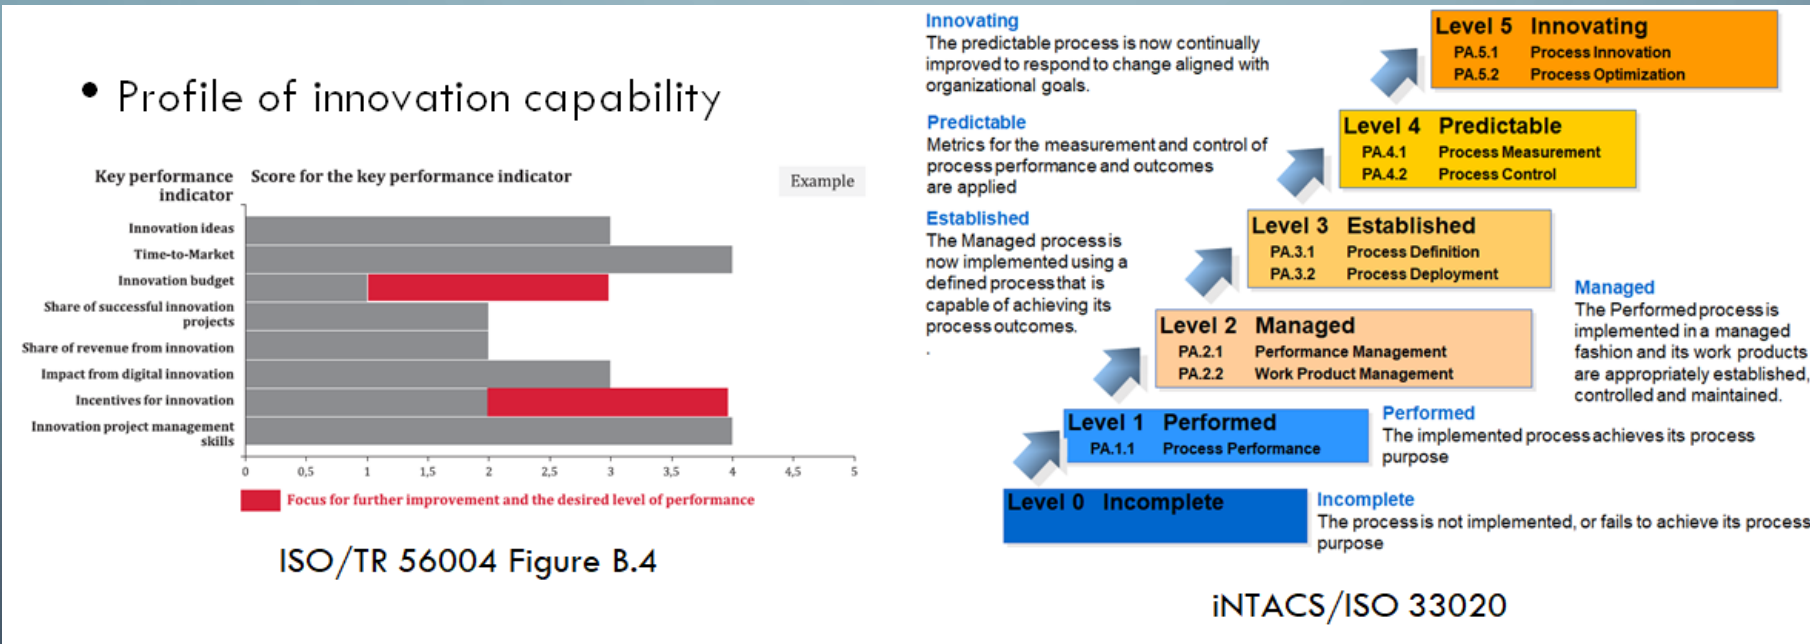 • Profile of innovation capability
Key performance
indicator
Score for the key performance indicator
Example
Innovation ideas
Time-to-Market
Innovation budget
Share of successful innovation
projects
Share of revenue from innovation
Impact from digital innovation
Incentives for innovation
Innovation project management
skills
0 0,5 1 1,5 2 2,5 3 3,5 4 4,5 5
Focus for further improvement and the desired level of performance
ISO/TR 56004 Figure B.4
Innovating
The predictable process is now continually
improved to respond to change aligned with
organizational goals.
Level 5 Innovating
PA.5.1 Process Innovation
PA.5.2 Process Optimization
Predictable
Metrics for the measurement and control of
process performance and outcomes
are applied
Level 4 Predictable
PA.4.1 Process Measurement
PA.4.2 Process Control
Established
The Managed process is
now implemented using a
defined process that is
capable of achieving its
process outcomes.
.
Level 3 Established
PA.3.1 Process Definition
PA.3.2 Process Deployment
Managed
The Performed process is
implemented in a managed
fashion and its work products
are appropriately established,
controlled and maintained.
Level 2 Managed
PA.2.1 Performance Management
PA.2.2 Work Product Management
Level 1 Performed
PA.1.1 Process Performance
Performed
The implemented process achieves its process
purpose
Level 0 Incomplete
Incomplete
The process is not implemented, or fails to achieve its process
purpose
iNTACS/ISO 33020